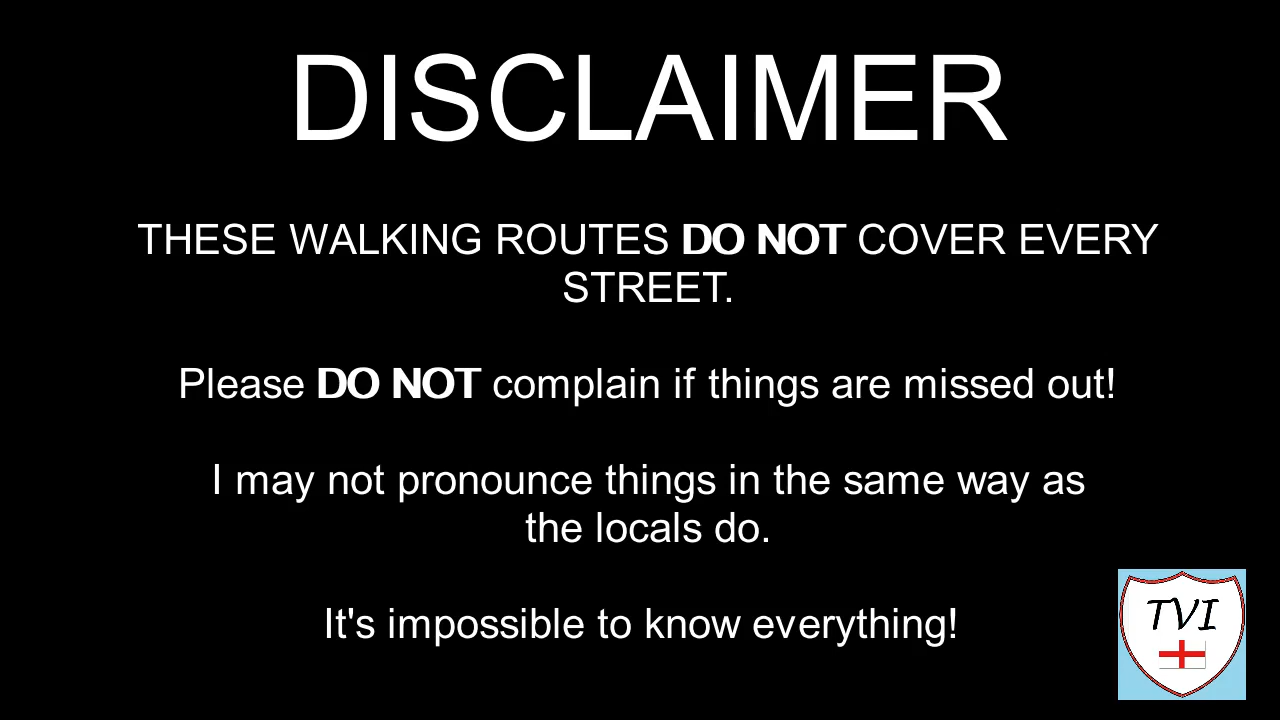 DISCLAIMER
THESE WALKING ROUTES DO NOT COVER EVERY
STREET.
Please DO NOT complain if things are missed out!
I may not pronounce things in the same way as
the locals do.
It's impossible to know everything!
TVI